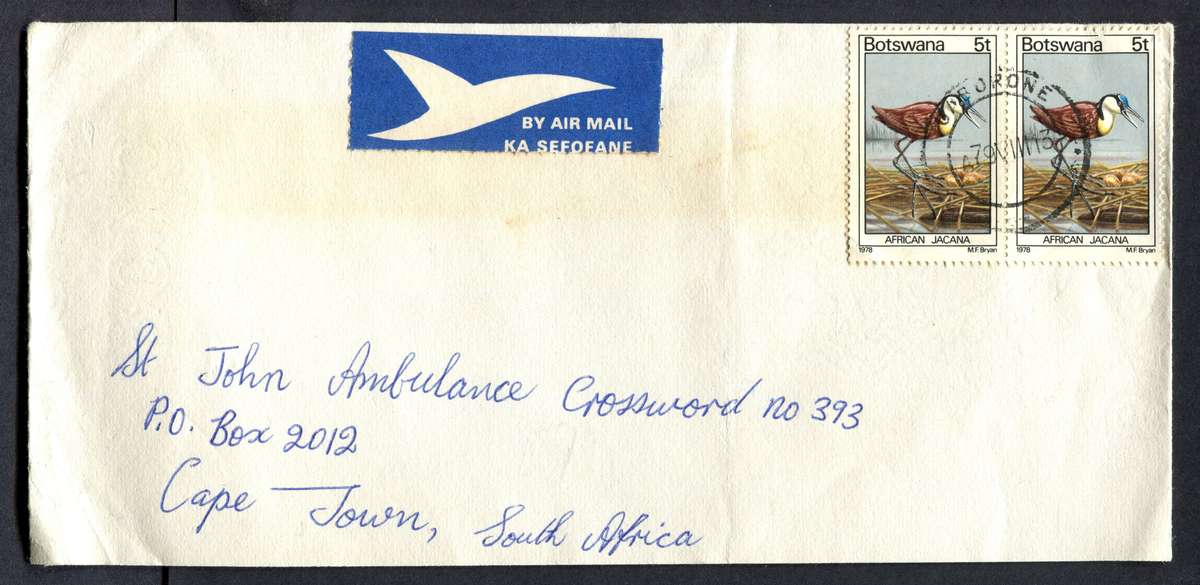 BY AIR MAIL
KA SEFOFANE
Botswana 5t
AFRICAN JACANA
1978 M.F. Bryan
Botswana 5t
AFRICAN JACANA
1978 M.F. Bryan
St John Ambulance Crossword no 393
P.O. Box 2012
Cape Town, South Africa